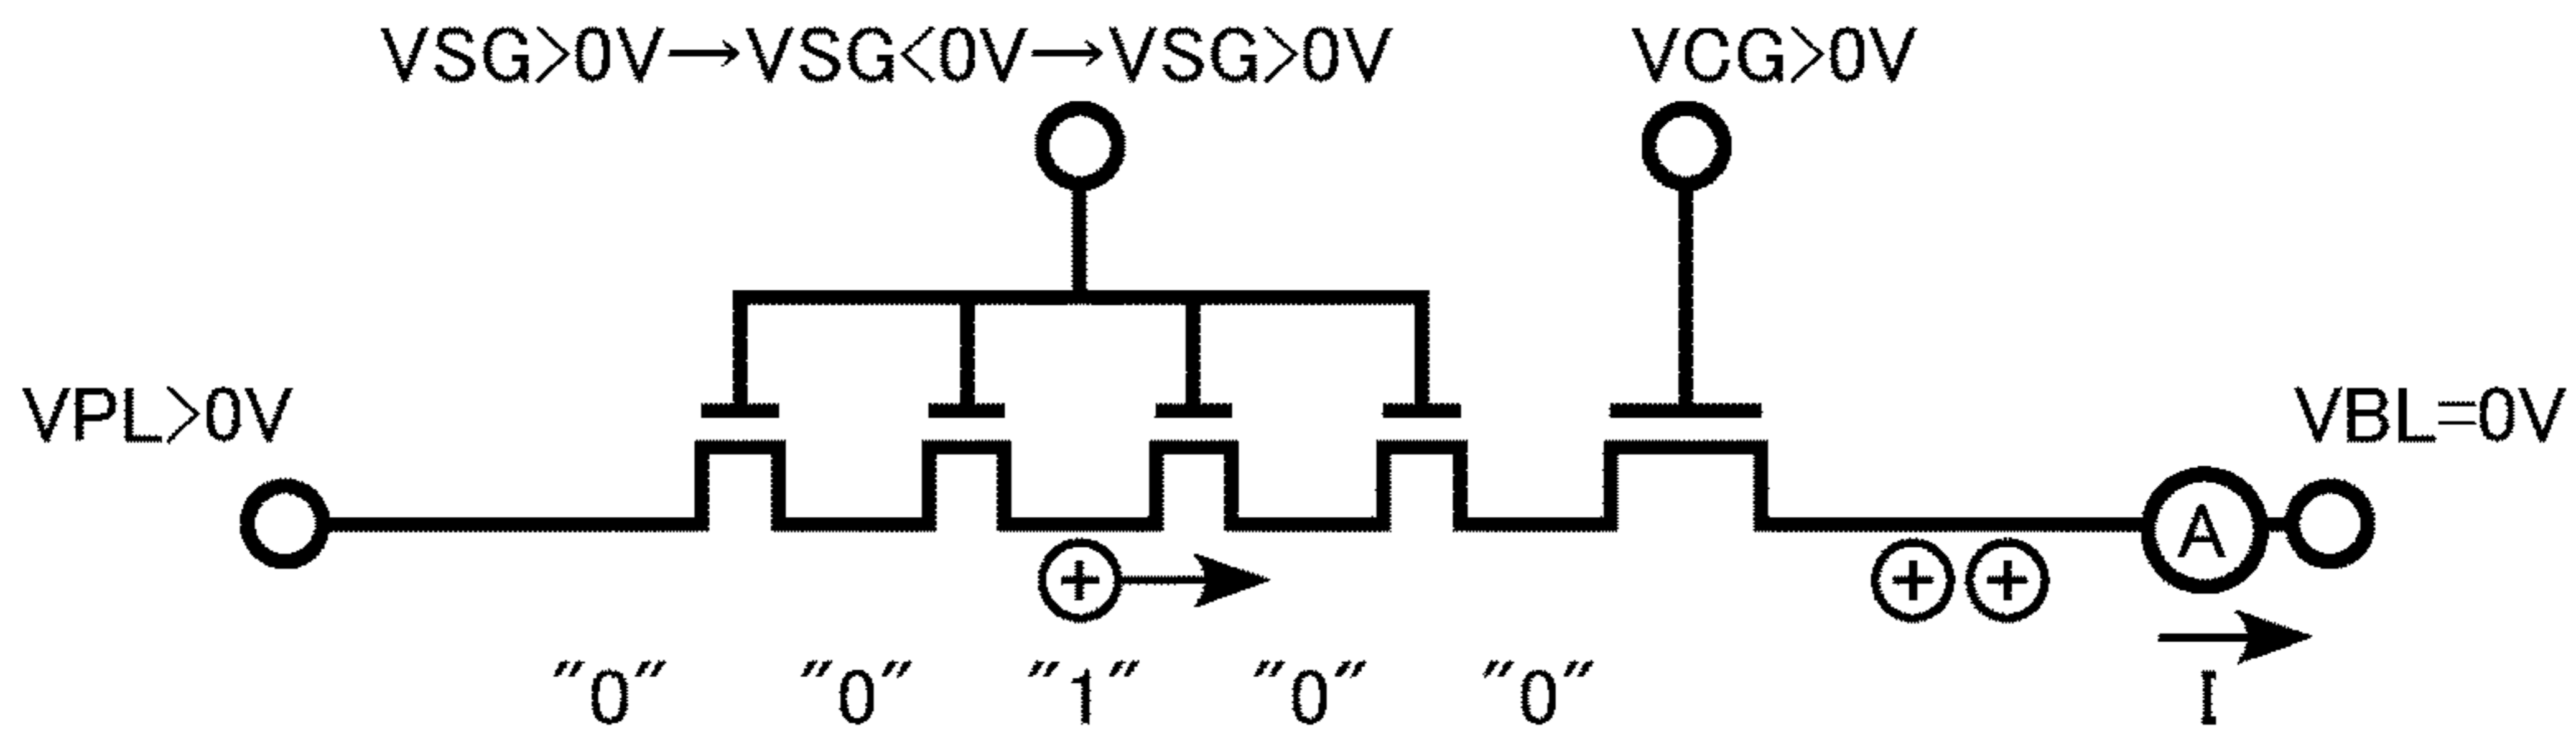 VSG>0V→VSG<0V→VSG>0V
VCG>0V
VPL>0V
VBL=0V
A
+
+ +
"0" "0" "1" "0" "0"
I